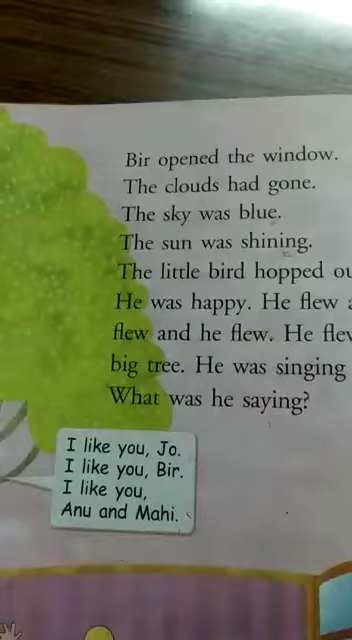 Bir opened the window.
The clouds had gone.
The sky was blue.
The sun was shining.
The little bird hopped
He was happy. He flew
flew and he flew. He
big tree. He was singing
What was he saying?
I like you, Jo.
I like you, Bir.
I like you,
Anu and Mahi.